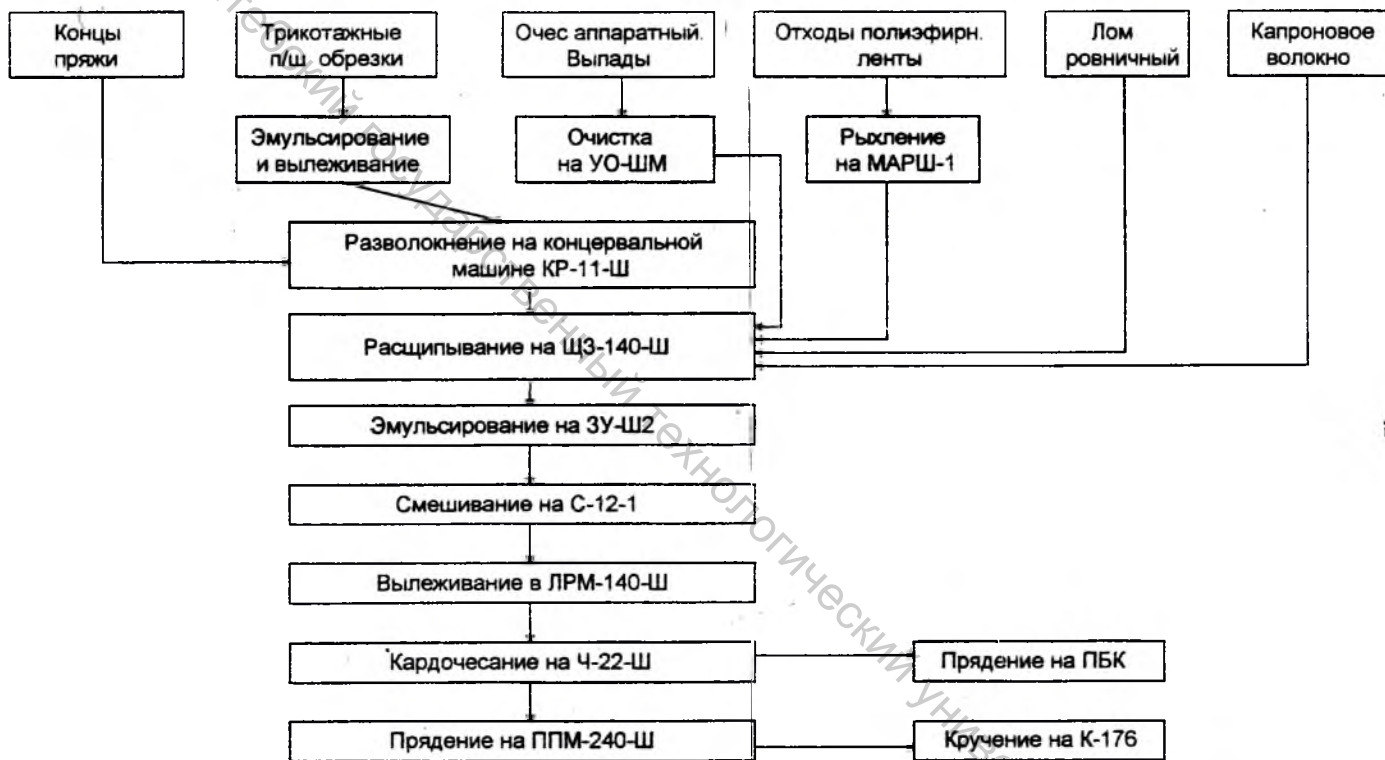 Концы
пряжи
Трикотажные
п/ш обрезки
Очес аппаратный.
Выпады
Отходы полиэфирн.
ленты
Лом
ровничный
Капроновое
волокно
Эмульсирование
и вылеживание
Очистка
на УО-ШМ
Рыхление
на МАРШ-1
Разволокнение на концервальной
машине КР-11-Ш
Расщипывание на ЩЗ-140-Ш
Эмульсирование на ЗУ-Ш2
Смешивание на С-12-1
Вылеживание в ЛРМ-140-Ш
Кардочесание на Ч-22-Ш
Прядение на ПБК
Прядение на ППМ-240-Ш
Кручение на К-176
государственный технологический